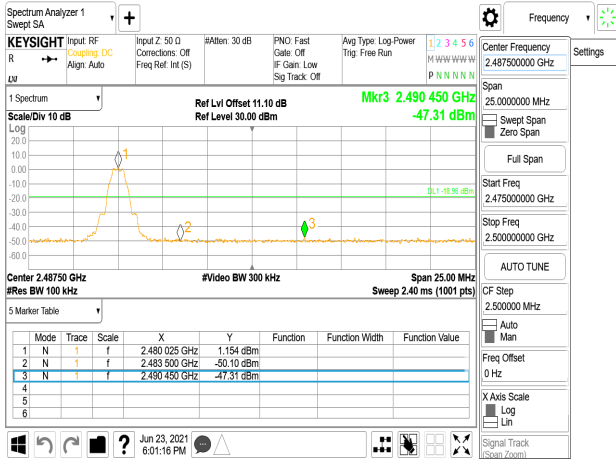 Spectrum Analyzer 1
Swept SA
Frequency
Settings
KEYSIGHT
R
LXI
Input: RF
Coupling: DC
Align: Auto
Input Z: 50 Ω
Corrections: Off
Freq Ref: Int (S)
#Atten: 30 dB
PNO: Fast
Gate: Off
IF Gain: Low
Sig Track: Off
Avg Type: Log-Power
Trig: Free Run
1 2 3 4 5 6
M W W W W W
P N N N N N
1 Spectrum
Scale/Div 10 dB
Ref Lvl Offset 11.10 dB
Ref Level 30.00 dBm
Mkr3 2.490 450 GHz
-47.31 dBm
Log
20.0
10.0
0.00
-10.0
-20.0
-30.0
-40.0
-50.0
-60.0
1
2
3
DL1 -18.98 dBm
Center 2.48750 GHz
#Res BW 100 kHz
#Video BW 300 kHz
Span 25.00 MHz
Sweep 2.40 ms (1001 pts)
5 Marker Table
Mode Trace Scale X Y Function Function Width Function Value
1 N 1 f 2.480 025 GHz 1.154 dBm
2 N 1 f 2.483 500 GHz -50.10 dBm
3 N 1 f 2.490 450 GHz -47.31 dBm
4
5
6
?
Jun 23, 2021
6:01:16 PM
Center Frequency
2.487500000 GHz
Span
25.0000000 MHz
Swept Span
Zero Span
Full Span
Start Freq
2.475000000 GHz
Stop Freq
2.500000000 GHz
AUTO TUNE
CF Step
2.500000 MHz
Auto
Man
Freq Offset
0 Hz
X Axis Scale
Log
Lin
Signal Track
(Span Zoom)